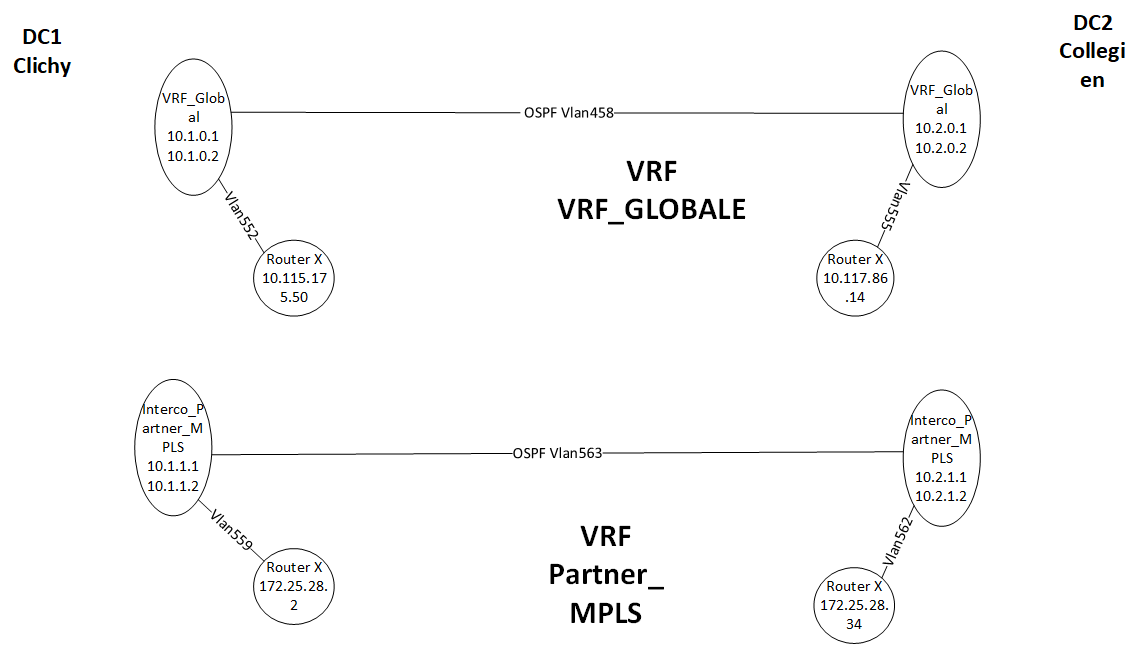 DC1
Clichy
DC2
Collegi
en
VRF_Glob
al
10.1.0.1
10.1.0.2
OSPF Vlan458
VRF_Glob
al
10.2.0.1
10.2.0.2
VRF
VRF_GLOBALE
Vlan552
Vlan555
Router X
10.115.17
5.50
Router X
10.117.86
.14
Interco_P
artner_M
PLS
10.1.1.1
10.1.1.2
OSPF Vlan563
Interco_P
artner_M
PLS
10.2.1.1
10.2.1.2
Vlan559
VRF
Partner_
MPLS
Vlan562
Router X
172.25.28.
2
Router X
172.25.28.
34